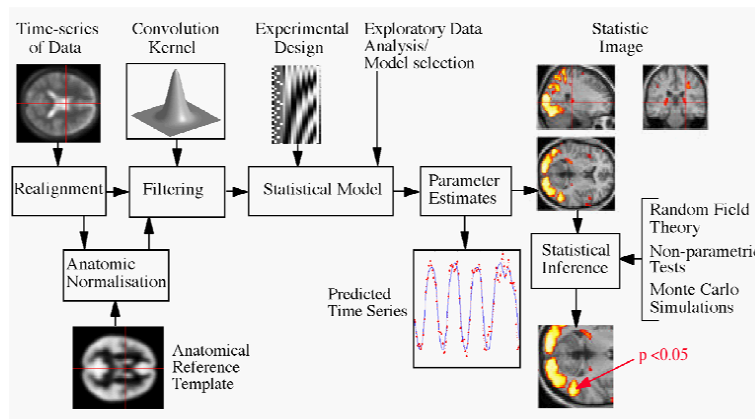 Time-series
of Data
Convolution
Kernel
Experimental
Design
Exploratory Data
Analysis/
Model selection
Statistic
Image
Realignment
Filtering
Statistical Model
Parameter
Estimates
Anatomic
Normalisation
Anatomical
Reference
Template
Predicted
Time Series
Statistical
Inference
Random Field
Theory
Non-parametric
Tests
Monte Carlo
Simulations
p <0.05